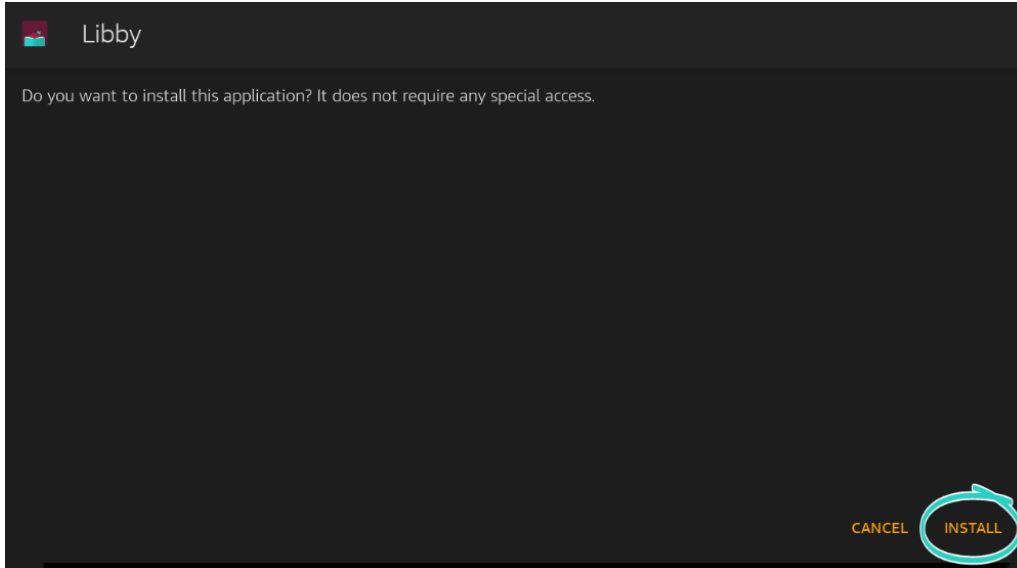 Libby
Do you want to install this application? It does not require any special access.
CANCEL INSTALL